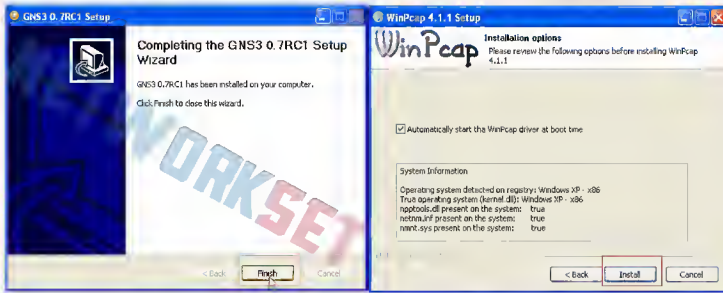 GNS3 0.7RC1 Setup
Completing the GNS3 0.7RC1 Setup
Wizard
GNS3 0.7RC1 has been installed on your computer.
Click Finish to close this wizard.
NETWORKSET
< Back
Finish
Cancel
WinPcap 4.1.1 Setup
WinPcap
Installation options
Please review the following options before installing WinPcap
4.1.1
Automatically start the WinPcap driver at boot time
System Information
Operating system detected on registry: Windows XP - x86
True operating system (kernel.dll): Windows XP - x86
npptools.dll present on the system: true
netnm.inf present on the system: true
nmnt.sys present on the system: true
< Back
Install
Cancel